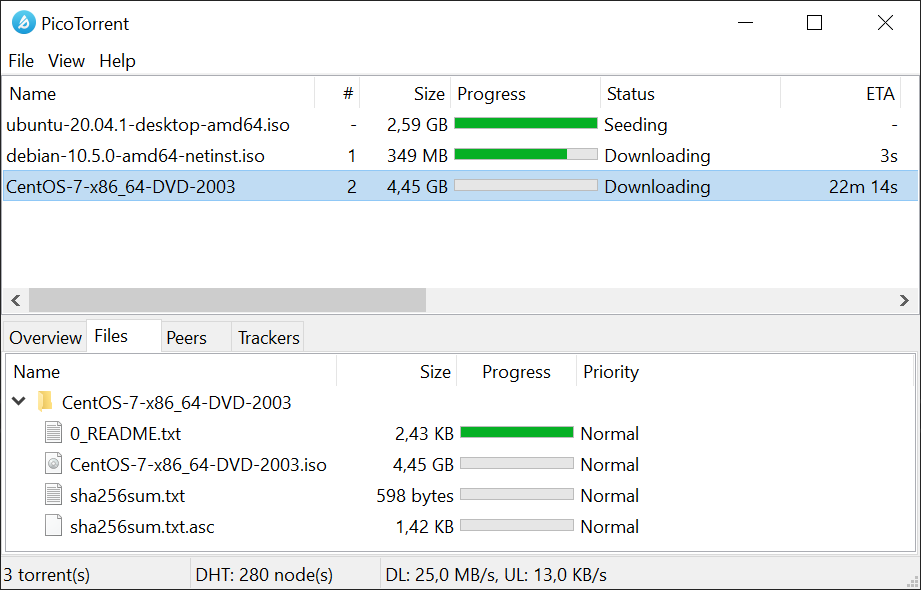 PicoTorrent
File View Help
Name # Size Progress Status ETA
ubuntu-20.04.1-desktop-amd64.iso - 2,59 GB Seeding -
debian-10.5.0-amd64-netinst.iso 1 349 MB Downloading 3s
CentOS-7-x86_64-DVD-2003 2 4,45 GB Downloading 22m 14s
Overview Files Peers Trackers
Name Size Progress Priority
CentOS-7-x86_64-DVD-2003
0_README.txt 2,43 KB Normal
CentOS-7-x86_64-DVD-2003.iso 4,45 GB Normal
sha256sum.txt 598 bytes Normal
sha256sum.txt.asc 1,42 KB Normal
3 torrent(s) DHT: 280 node(s) DL: 25,0 MB/s, UL: 13,0 KB/s